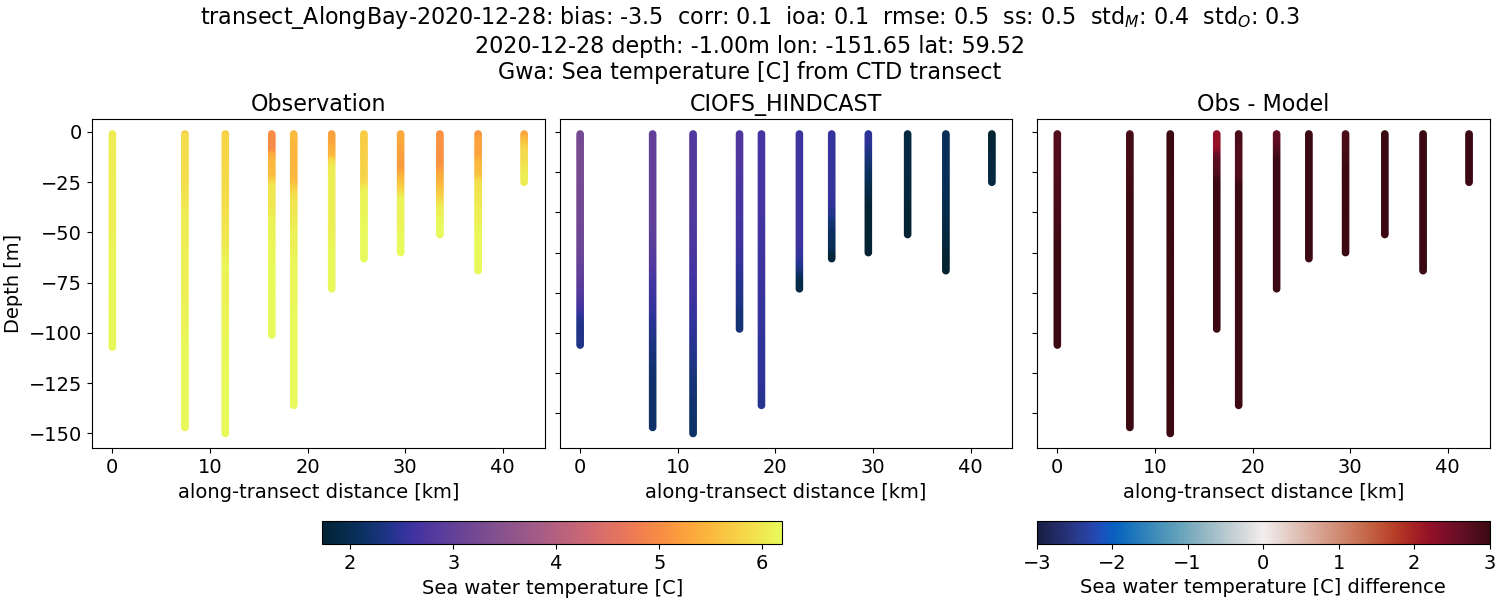 transect_AlongBay-2020-12-28: bias: -3.5  corr: 0.1  ioa: 0.1  rmse: 0.5  ss: 0.5  std_M: 0.4  std_O: 0.3
2020-12-28 depth: -1.00m lon: -151.65 lat: 59.52
Gwa: Sea temperature [C] from CTD transect
Observation
CIOFS_HINDCAST
Obs - Model
Depth [m]
0
−25
−50
−75
−100
−125
−150
0 10 20 30 40
0 10 20 30 40
0 10 20 30 40
along-transect distance [km]
along-transect distance [km]
along-transect distance [km]
2 3 4 5 6
Sea water temperature [C]
−3 −2 −1 0 1 2 3
Sea water temperature [C] difference